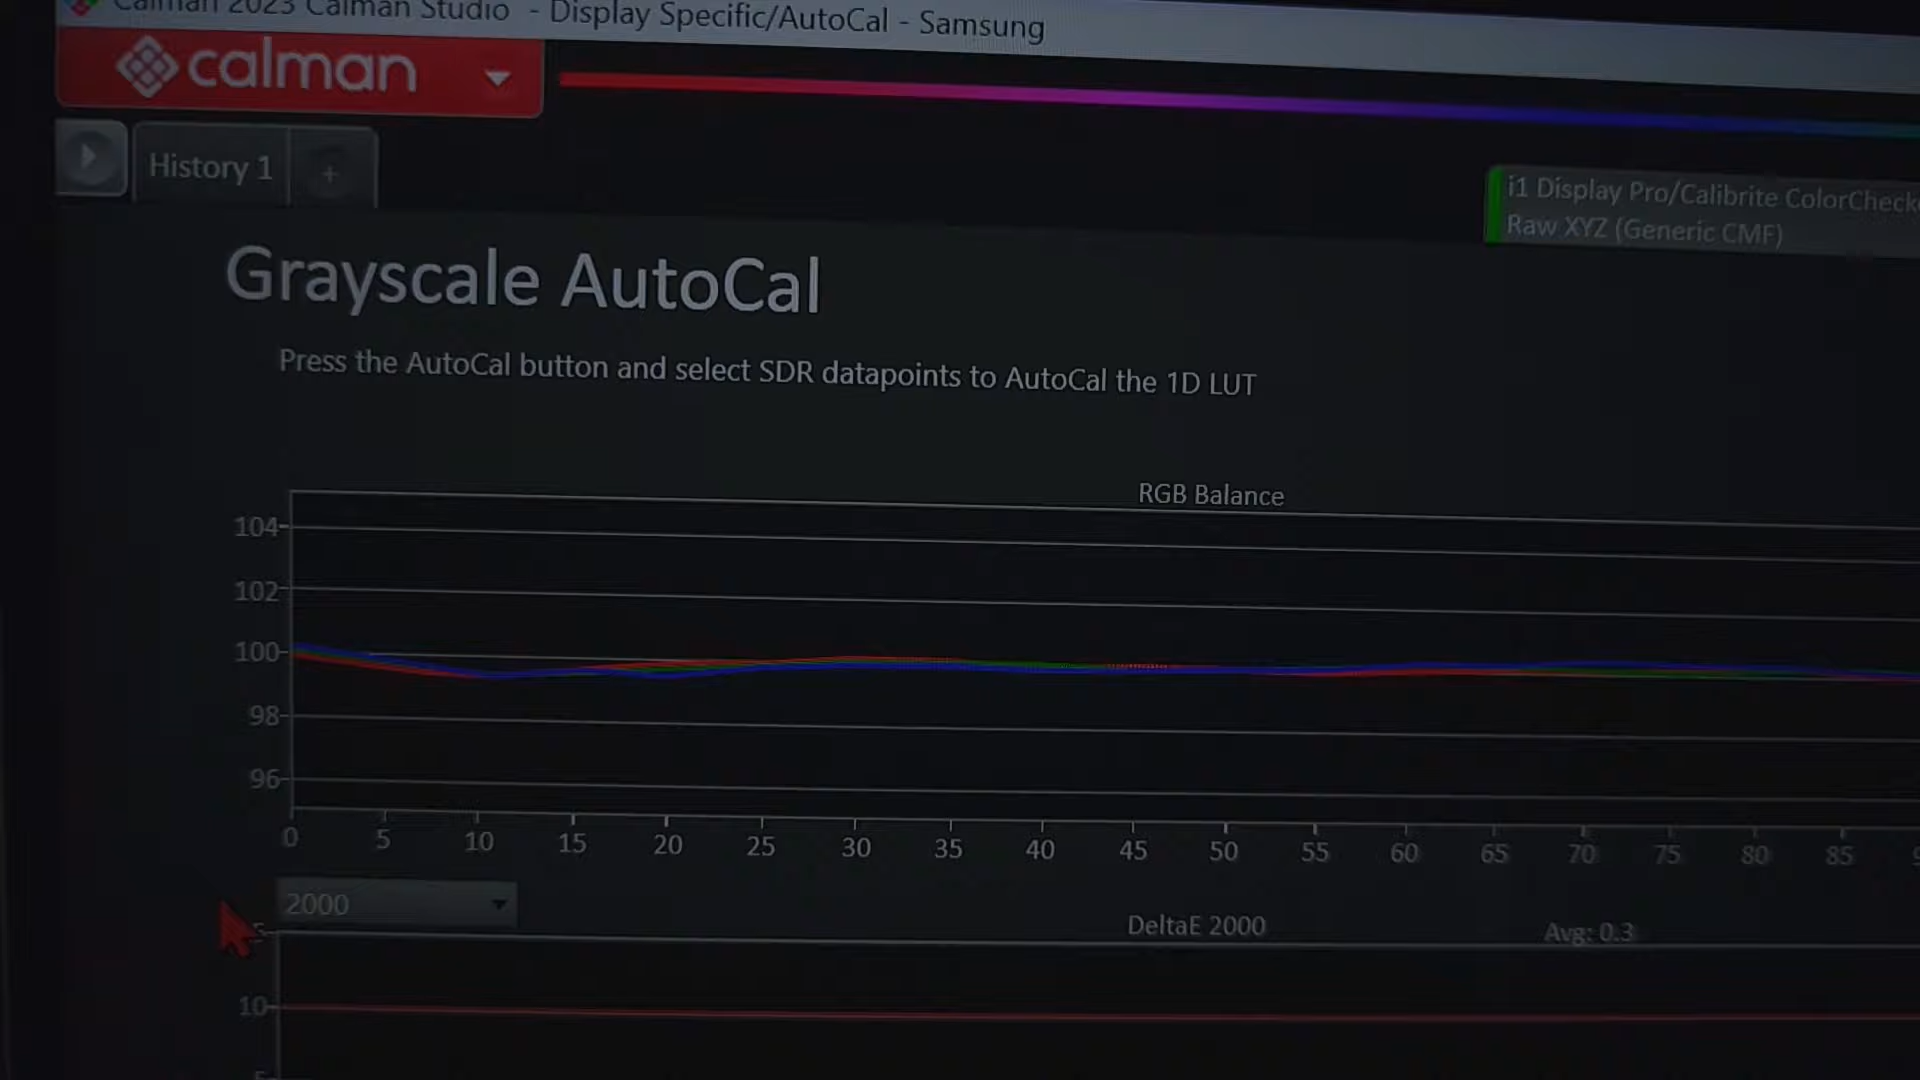 Calman 2023 Calman Studio - Display Specific/AutoCal - Samsung
calman
History 1 +
i1 Display Pro/Calibrite
Raw XYZ (Generic CMF)
Grayscale AutoCal
Press the AutoCal button and select SDR datapoints to AutoCal the 1D LUT
RGB Balance
104
102
100
98
96
0 5 10 15 20 25 30 35 40 45 50 55 60 65 70 75 80 85
2000
DeltaE 2000 Avg: 0.3
10